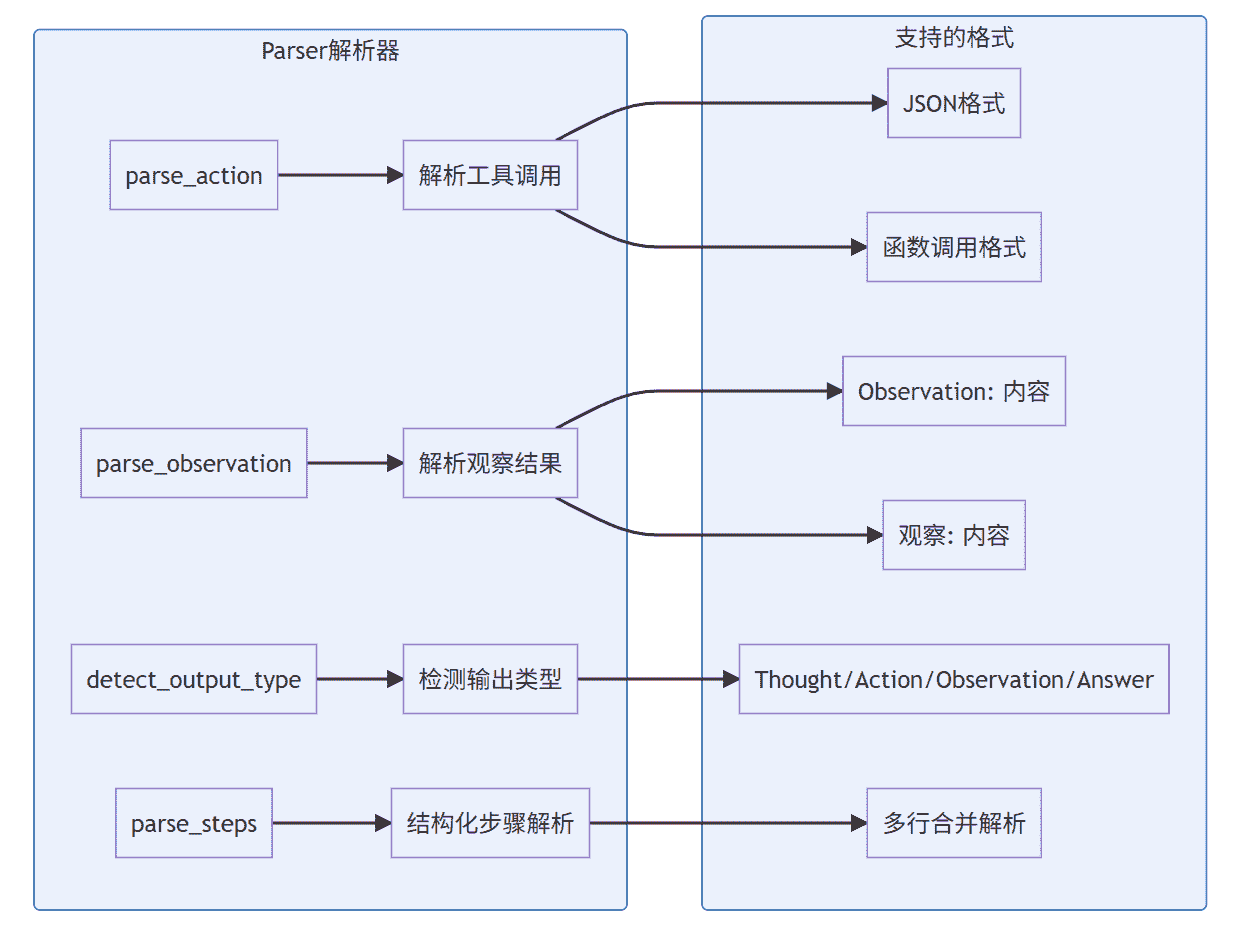 Parser解析器
parse_action
解析工具调用
parse_observation
解析观察结果
detect_output_type
检测输出类型
parse_steps
结构化步骤解析
支持的格式
JSON格式
函数调用格式
Observation: 内容
观察: 内容
Thought/Action/Observation/Answer
多行合并解析